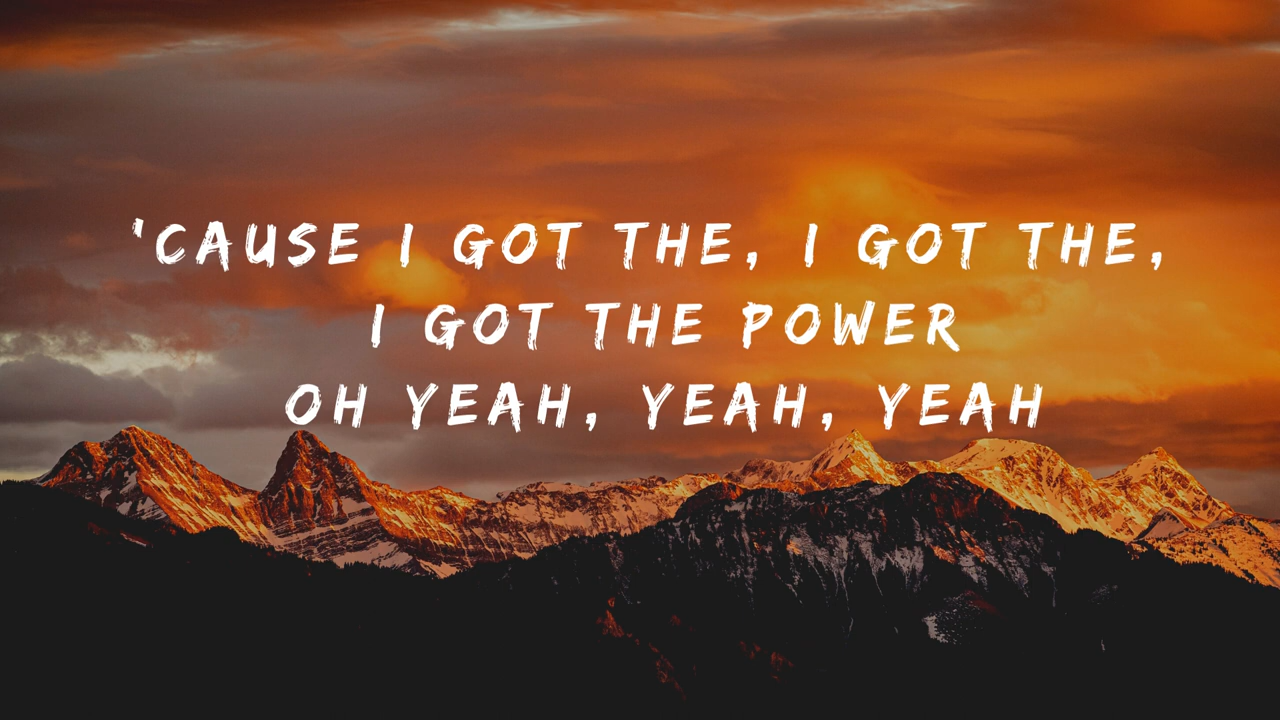 'CAUSE I GOT THE, I GOT THE,
I GOT THE POWER
OH YEAH, YEAH, YEAH